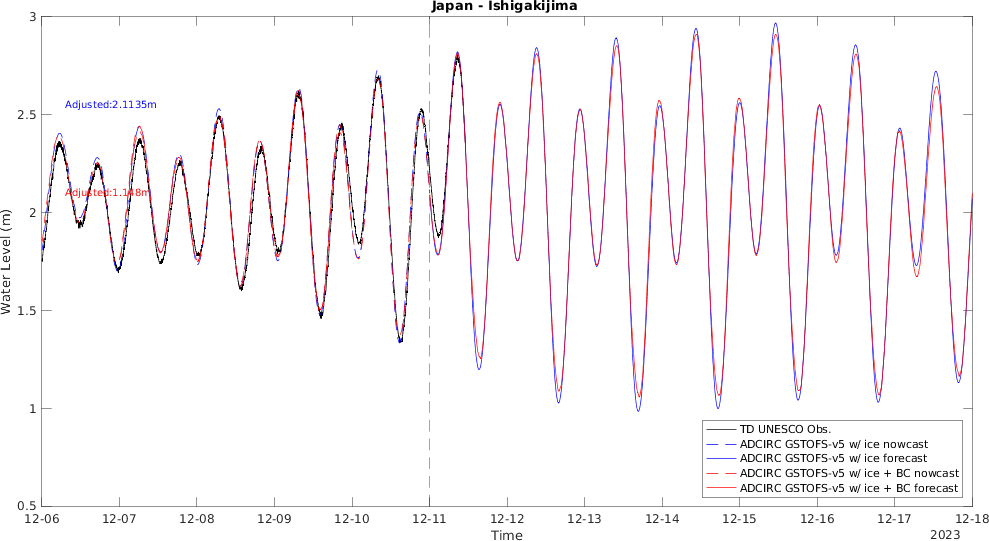 Japan - Ishigakijima
Water Level (m)
3
2.5
2
1.5
1
0.5
Adjusted:2.1135m
Adjusted:1.148m
TD UNESCO Obs.
ADCIRC GSTOFS-v5 w/ ice nowcast
ADCIRC GSTOFS-v5 w/ ice forecast
ADCIRC GSTOFS-v5 w/ ice + BC nowcast
ADCIRC GSTOFS-v5 w/ ice + BC forecast
12-06 12-07 12-08 12-09 12-10 12-11 12-12 12-13 12-14 12-15 12-16 12-17 12-18
Time
2023